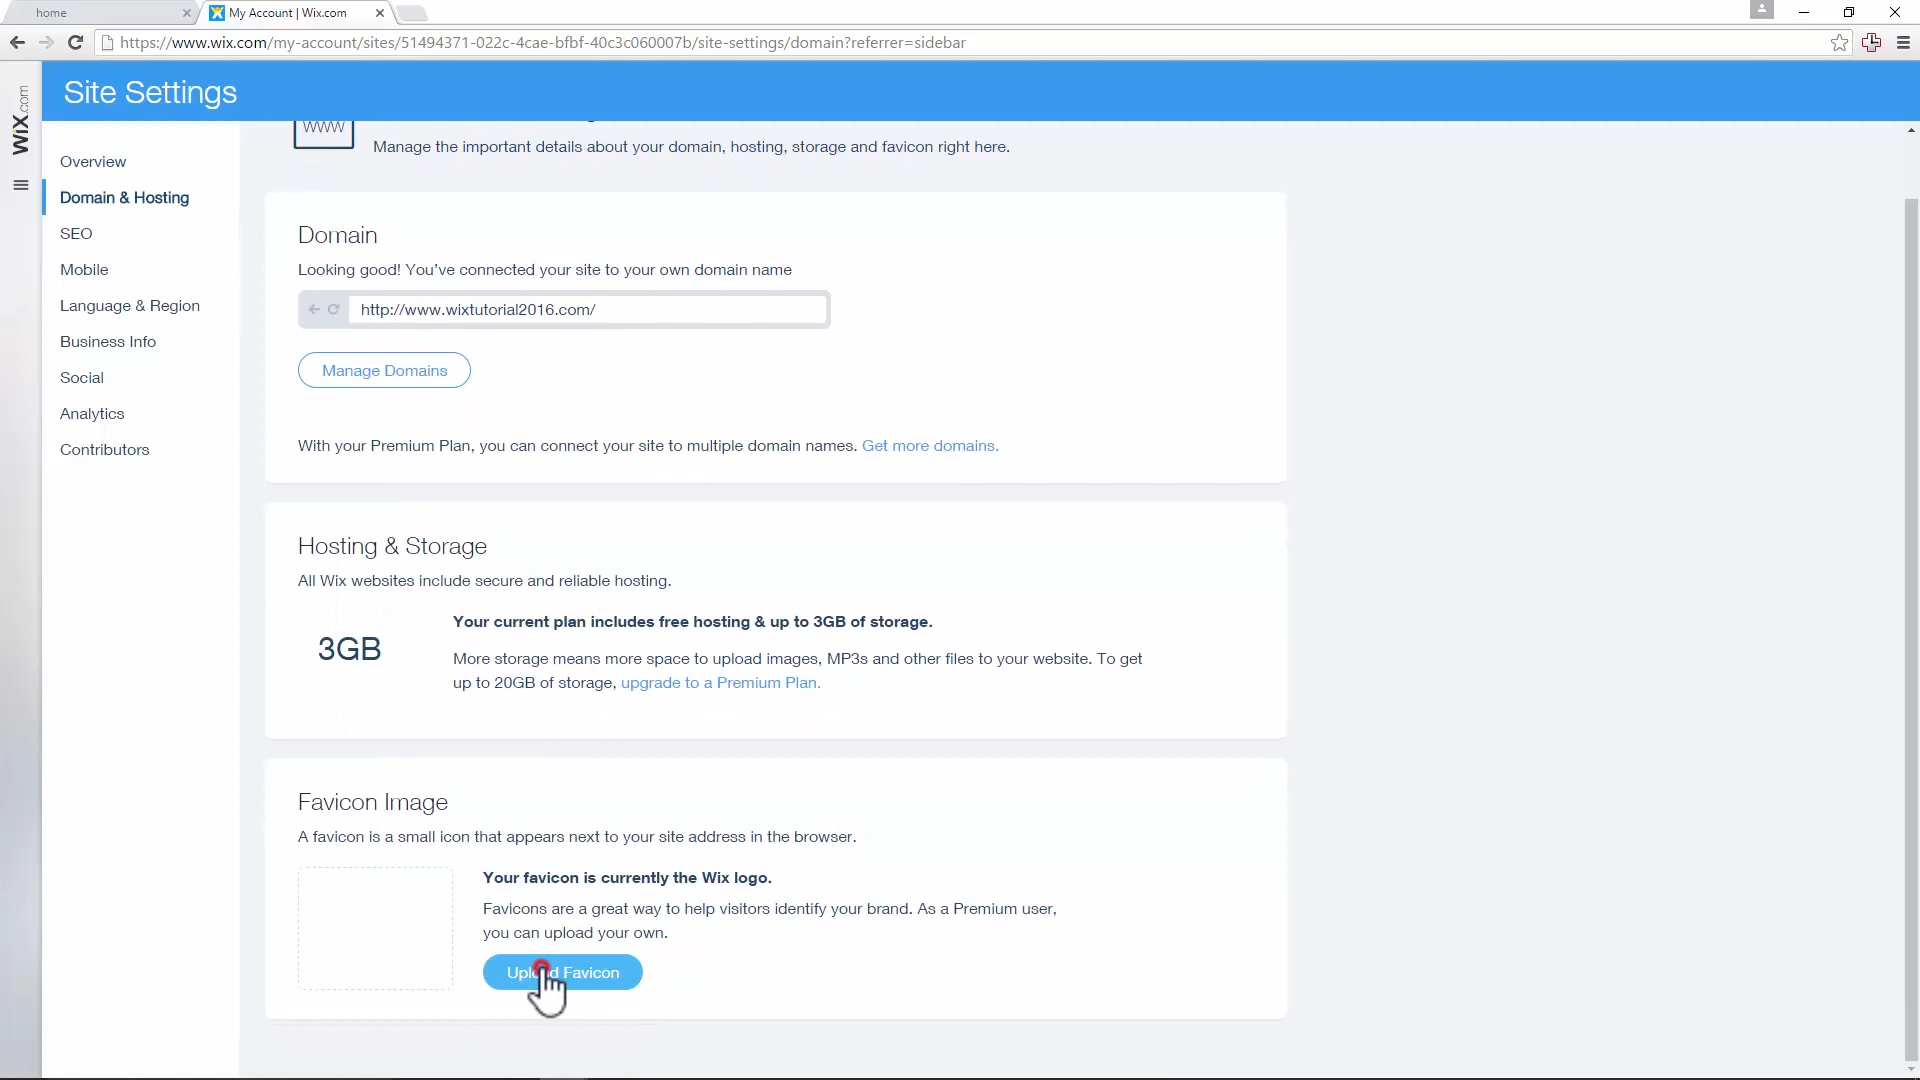 home
My Account | Wix.com
https://www.wix.com/my-account/sites/51494371-022c-4cae-bfbf-40c3c060007b/site-settings/domain?referrer=sidebar
WiX.com
Site Settings
Overview
Domain & Hosting
SEO
Mobile
Language & Region
Business Info
Social
Analytics
Contributors
WWW
Manage the important details about your domain, hosting, storage and favicon right here.
Domain
Looking good! You've connected your site to your own domain name
http://www.wixtutorial2016.com/
Manage Domains
With your Premium Plan, you can connect your site to multiple domain names. Get more domains.
Hosting & Storage
All Wix websites include secure and reliable hosting.
3GB
Your current plan includes free hosting & up to 3GB of storage.
More storage means more space to upload images, MP3s and other files to your website. To get
up to 20GB of storage, upgrade to a Premium Plan.
Favicon Image
A favicon is a small icon that appears next to your site address in the browser.
Your favicon is currently the Wix logo.
Favicons are a great way to help visitors identify your brand. As a Premium user,
you can upload your own.
Upload Favicon